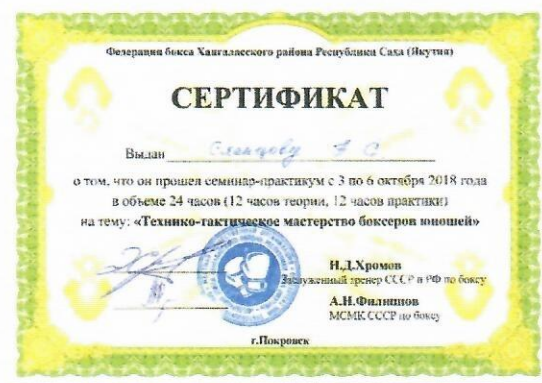 Федерация бокса Хангаласского района Республики Саха (Якутия)
СЕРТИФИКАТ
Выдан
о том, что он прошел семинар-практикум с 3 по 6 октября 2018 года
в объеме 24 часов (12 часов теории, 12 часов практики)
на тему: «Технико-тактическое мастерство боксеров юношей»
Н.Д.Хромов
Заслуженный тренер СССР и РФ по боксу
А.Н.Филиппов
МСМК СССР по боксу
г.Покровск